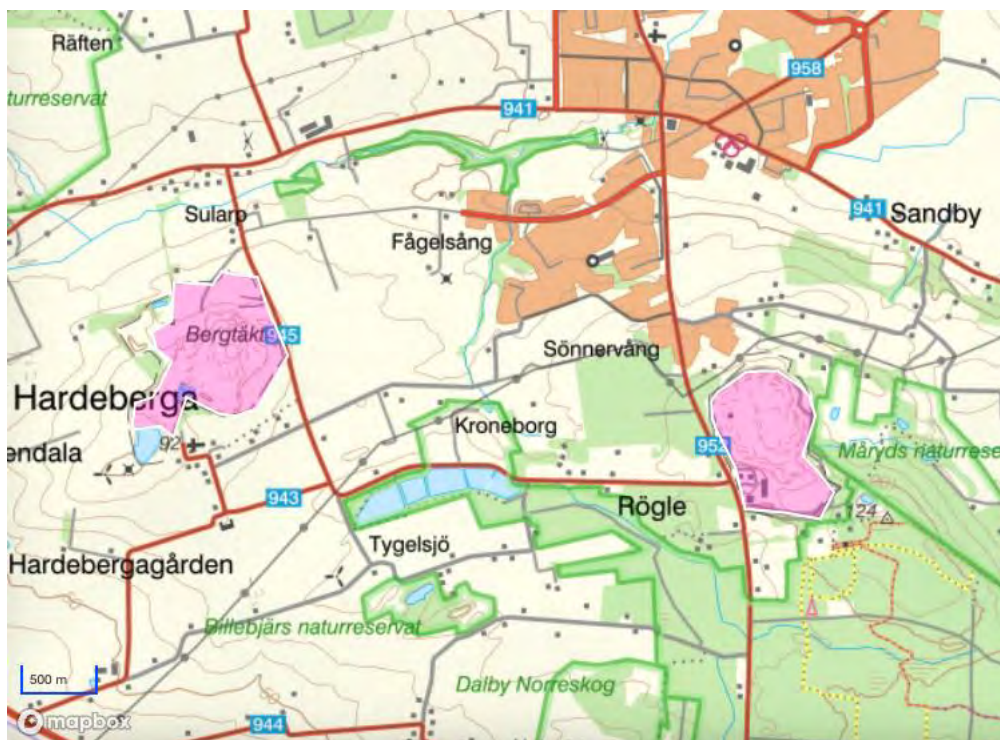 Räften
958
turreservat
941
Sularp
941
Sandby
Fågelsång
Bergtäkt
945
Sönnervång
Hardeberga
Kroneborg
endala
92
952
Måryds naturrese
943
Rögle
124
Tygelsjö
Hardebergagården
Billebjärs naturreservat
500 m
Dalby Norreskog
mapbox
944